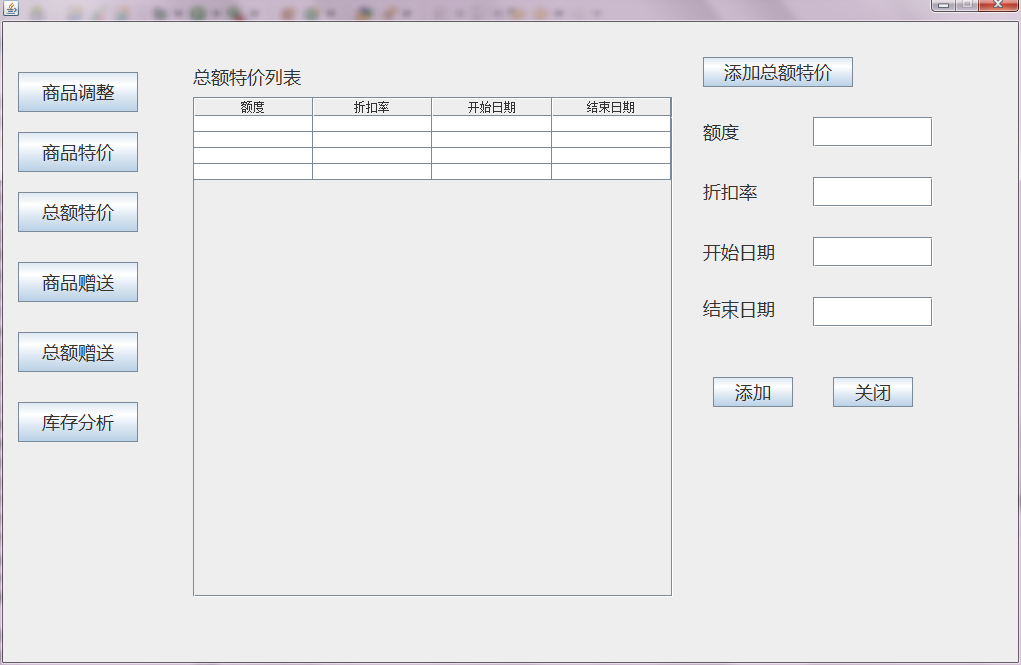 商品调整
商品特价
总额特价
商品赠送
总额赠送
库存分析
总额特价列表
额度 折扣率 开始日期 结束日期
添加总额特价
额度
折扣率
开始日期
结束日期
添加 关闭